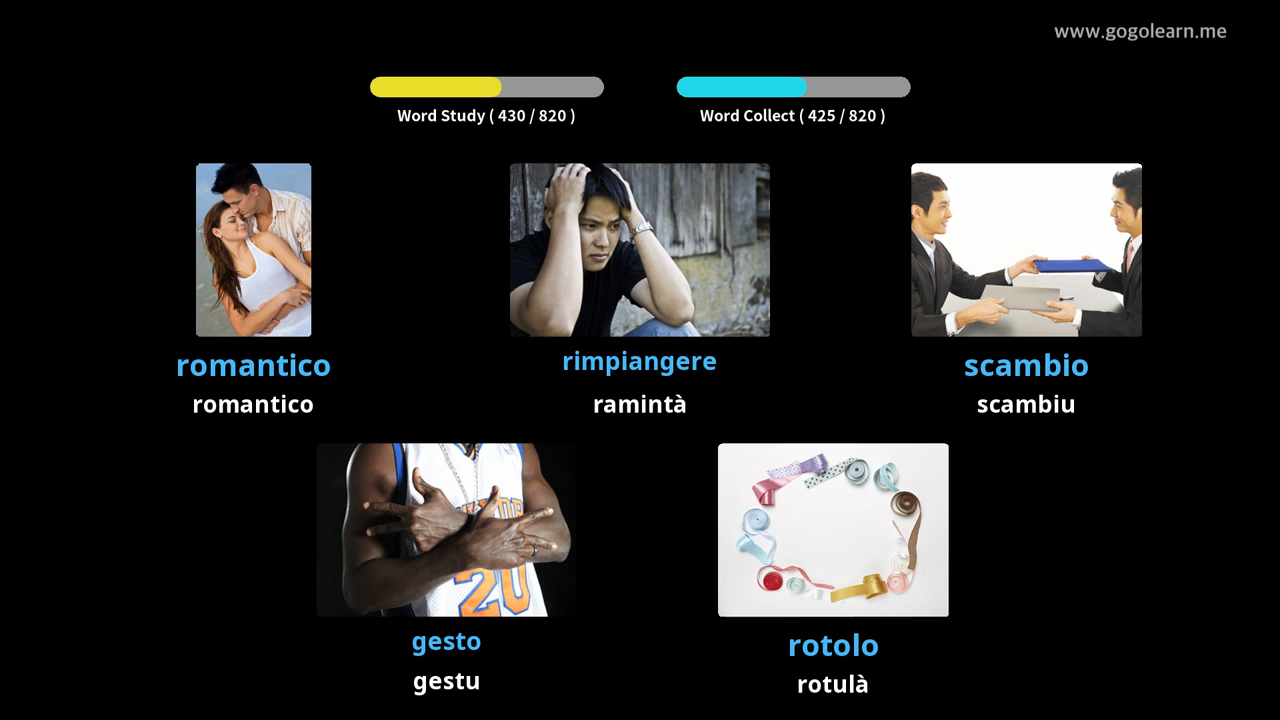 www.gogolearn.me
Word Study ( 430 / 820 )
Word Collect ( 425 / 820 )
romantico
romantico
rimpiangere
ramintà
scambio
scambiu
20
gesto
gestu
rotolo
rotulà